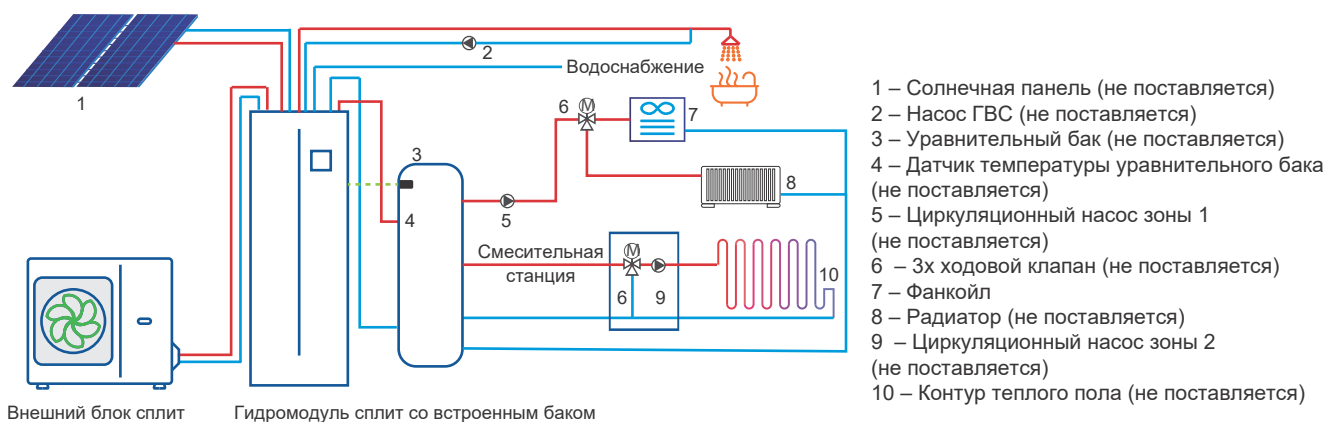 1
2
Водоснабжение
3
4
5
6
М
7
8
Смесительная
станция
М
6
9
10
Внешний блок сплит
Гидромодуль сплит со встроенным баком
1 – Солнечная панель (не поставляется)
2 – Насос ГВС (не поставляется)
3 – Уравнительный бак (не поставляется)
4 – Датчик температуры уравнительного бака
(не поставляется)
5 – Циркуляционный насос зоны 1
(не поставляется)
6 – 3х ходовой клапан (не поставляется)
7 – Фанкойл
8 – Радиатор (не поставляется)
9 – Циркуляционный насос зоны 2
(не поставляется)
10 – Контур теплого пола (не поставляется)